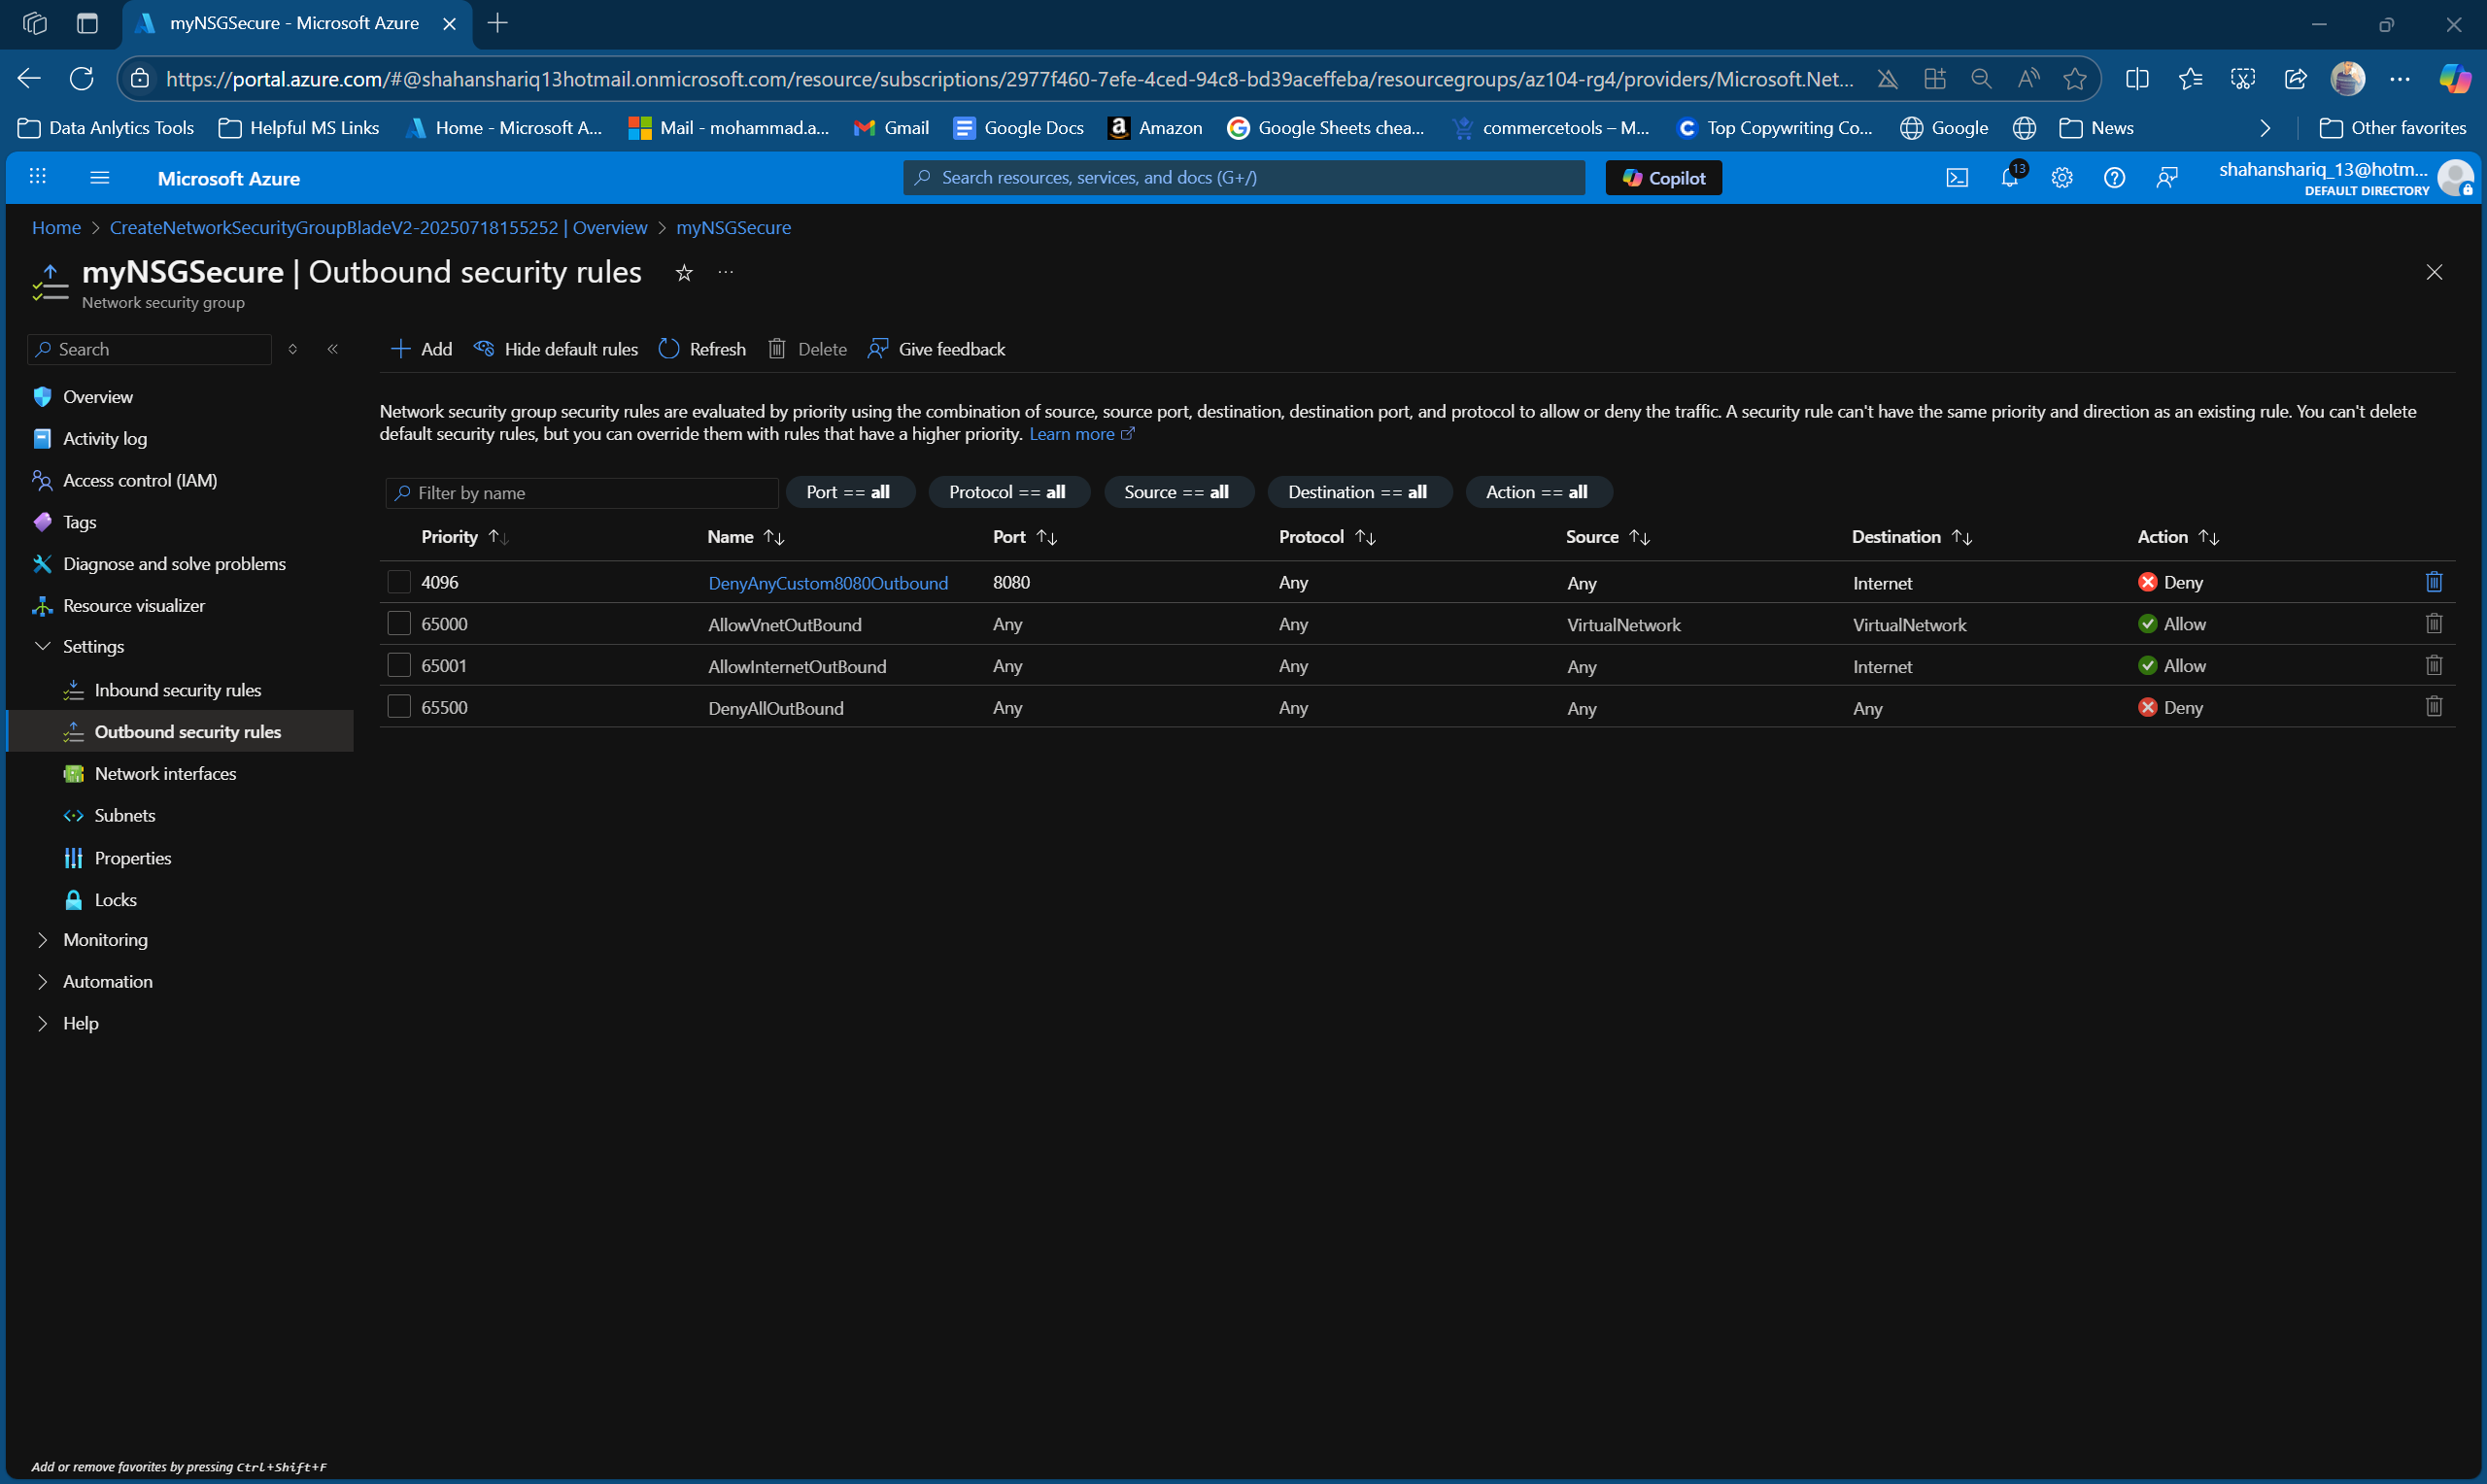 myNSGSecure - Microsoft Azure
https://portal.azure.com/#@shahanshariq13hotmail.onmicrosoft.com/resource/subscriptions/2977f460-7efe-4ced-94c8-bd39aceffeba/resourcegroups/az104-rg4/providers/Microsoft.Net...
Data Anlytics Tools Helpful MS Links Home - Microsoft A... Mail - mohammad.a... Gmail Google Docs Amazon Google Sheets chea... commercetools – M... Top Copywriting Co... Google News Other favorites
Microsoft Azure Search resources, services, and docs (G+/) Copilot 13 shahanshariq_13@hotm...
DEFAULT DIRECTORY
Home > CreateNetworkSecurityGroupBladeV2-20250718155252 | Overview > myNSGSecure
myNSGSecure | Outbound security rules
Network security group
Search
Overview
Activity log
Access control (IAM)
Tags
Diagnose and solve problems
Resource visualizer
Settings
Inbound security rules
Outbound security rules
Network interfaces
Subnets
Properties
Locks
Monitoring
Automation
Help
Add or remove favorites by pressing Ctrl+Shift+F
Add Hide default rules Refresh Delete Give feedback
Network security group security rules are evaluated by priority using the combination of source, source port, destination, destination port, and protocol to allow or deny the traffic. A security rule can't have the same priority and direction as an existing rule. You can't delete
default security rules, but you can override them with rules that have a higher priority. Learn more
Filter by name Port == all Protocol == all Source == all Destination == all Action == all
Priority Name Port Protocol Source Destination Action
4096 DenyAnyCustom8080Outbound 8080 Any Any Internet Deny
65000 AllowVnetOutBound Any Any VirtualNetwork VirtualNetwork Allow
65001 AllowInternetOutBound Any Any Any Internet Allow
65500 DenyAllOutBound Any Any Any Any Deny